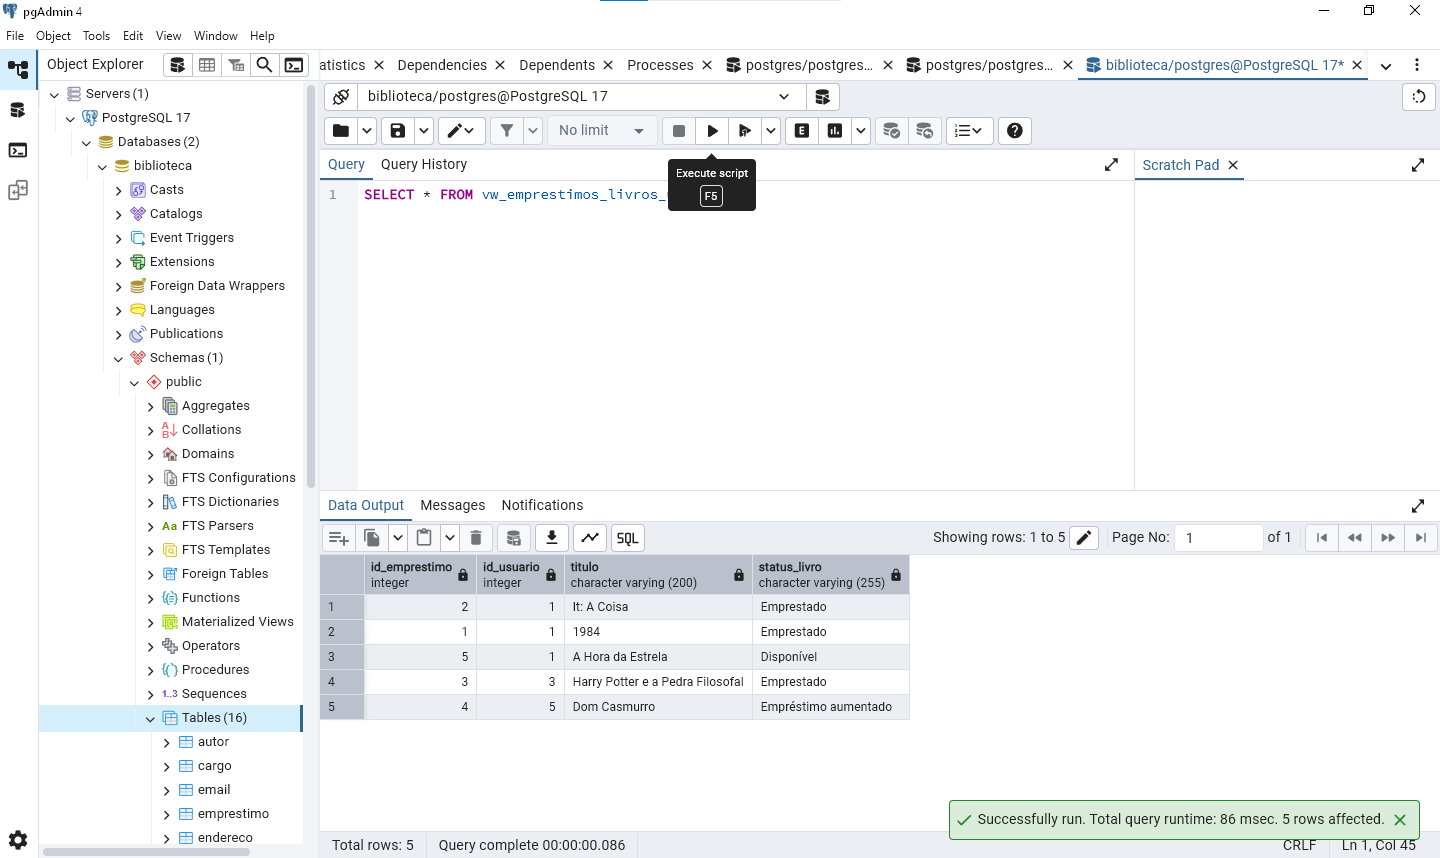 pgAdmin 4
File Object Tools Edit View Window Help
Object Explorer
Servers (1)
PostgreSQL 17
Databases (2)
biblioteca
Casts
Catalogs
Event Triggers
Extensions
Foreign Data Wrappers
Languages
Publications
Schemas (1)
public
Aggregates
Collations
Domains
FTS Configurations
FTS Dictionaries
Aa FTS Parsers
FTS Templates
Foreign Tables
Functions
Materialized Views
Operators
Procedures
1..3 Sequences
Tables (16)
autor
cargo
email
emprestimo
endereco
atistics Dependencies Dependents Processes postgres/postgres... postgres/postgres... biblioteca/postgres@PostgreSQL 17*
biblioteca/postgres@PostgreSQL 17
No limit E
Query Query History
Execute script
F5
1 SELECT * FROM vw_emprestimos_livros_
Scratch Pad
Data Output Messages Notifications
SQL Showing rows: 1 to 5 Page No: 1 of 1
id_emprestimo id_usuario titulo status_livro
integer integer character varying (200) character varying (255)
1 2 1 It: A Coisa Emprestado
2 1 1 1984 Emprestado
3 5 1 A Hora da Estrela Disponível
4 3 3 Harry Potter e a Pedra Filosofal Emprestado
5 4 5 Dom Casmurro Empréstimo aumentado
Successfully run. Total query runtime: 86 msec. 5 rows affected.
Total rows: 5 Query complete 00:00:00.086 CRLF Ln 1, Col 45